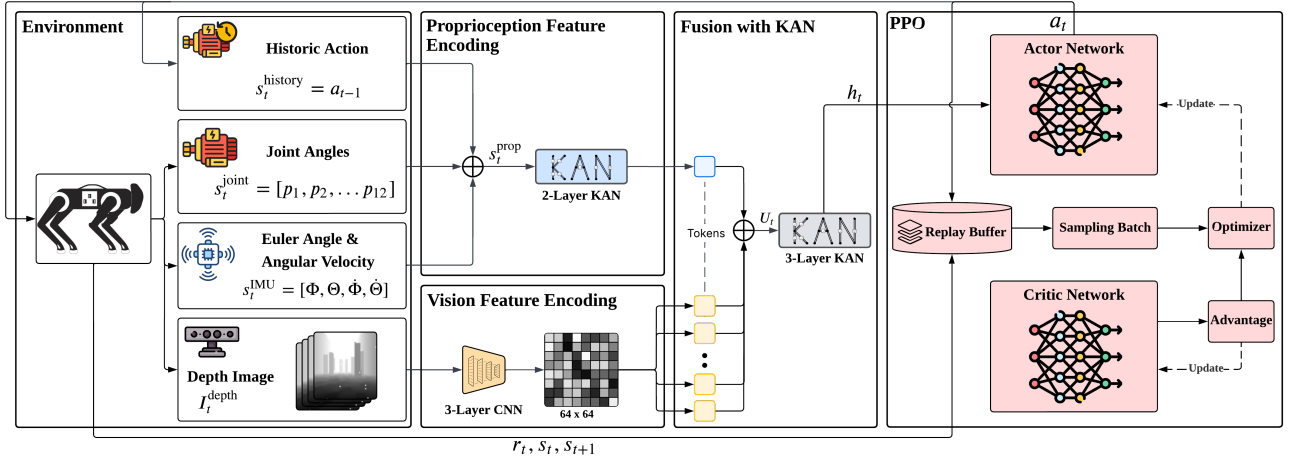 Environment
Historic Action
s_t^history = a_{t−1}
Joint Angles
s_t^joint = [p_1, p_2, … p_12]
Euler Angle &
Angular Velocity
s_t^IMU = [Φ, Θ, Φ̇, Θ̇]
Depth Image
I_t^depth
Proprioception Feature
Encoding
s_t^prop
KAN
2-Layer KAN
Vision Feature Encoding
3-Layer CNN
64 x 64
Fusion with KAN
Tokens
U_t
KAN
3-Layer KAN
h_t
PPO
a_t
Actor Network
Update
Replay Buffer
Sampling Batch
Optimizer
Critic Network
Advantage
Update
r_t, s_t, s_{t+1}